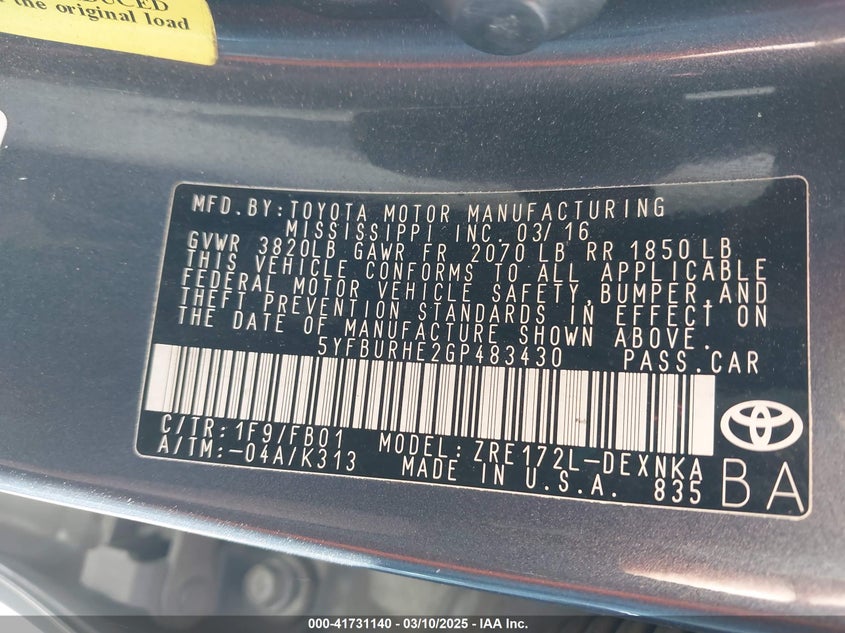 DUCED
the original load
MFD.BY:TOYOTA MOTOR MANUFACTURING
MISSISSIPPI INC. 03/16
GVWR 3820LB GAWR FR 2070 LB RR 1850 LB
THIS VEHICLE CONFORMS TO ALL APPLICABLE
FEDERAL MOTOR VEHICLE SAFETY,BUMPER,AND
THEFT PREVENTION STANDARDS IN EFFECT ON
THE DATE OF MANUFACTURE SHOWN ABOVE.
5YFBURHE2GP483430 PASS.CAR
C/TR:1F9/FB01 MODEL:ZRE172L-DEXNKA
A/TM:-04A/K313 MADE IN U.S.A. 835
BA
000-41731140 - 03/10/2025 - IAA, Inc.